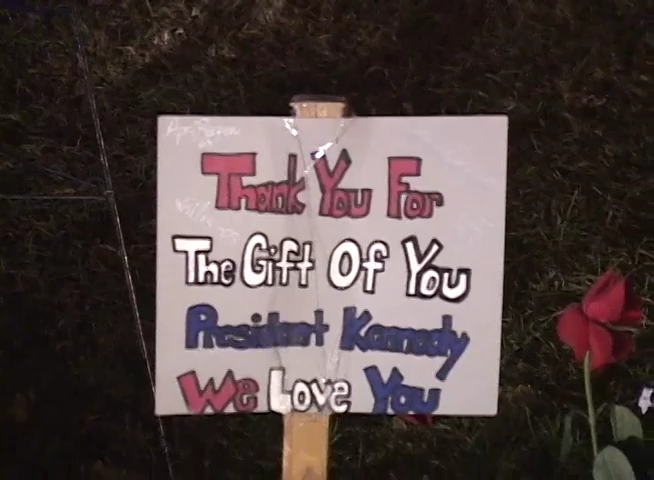 Thank You For
The Gift Of You
President Kennedy
We Love You